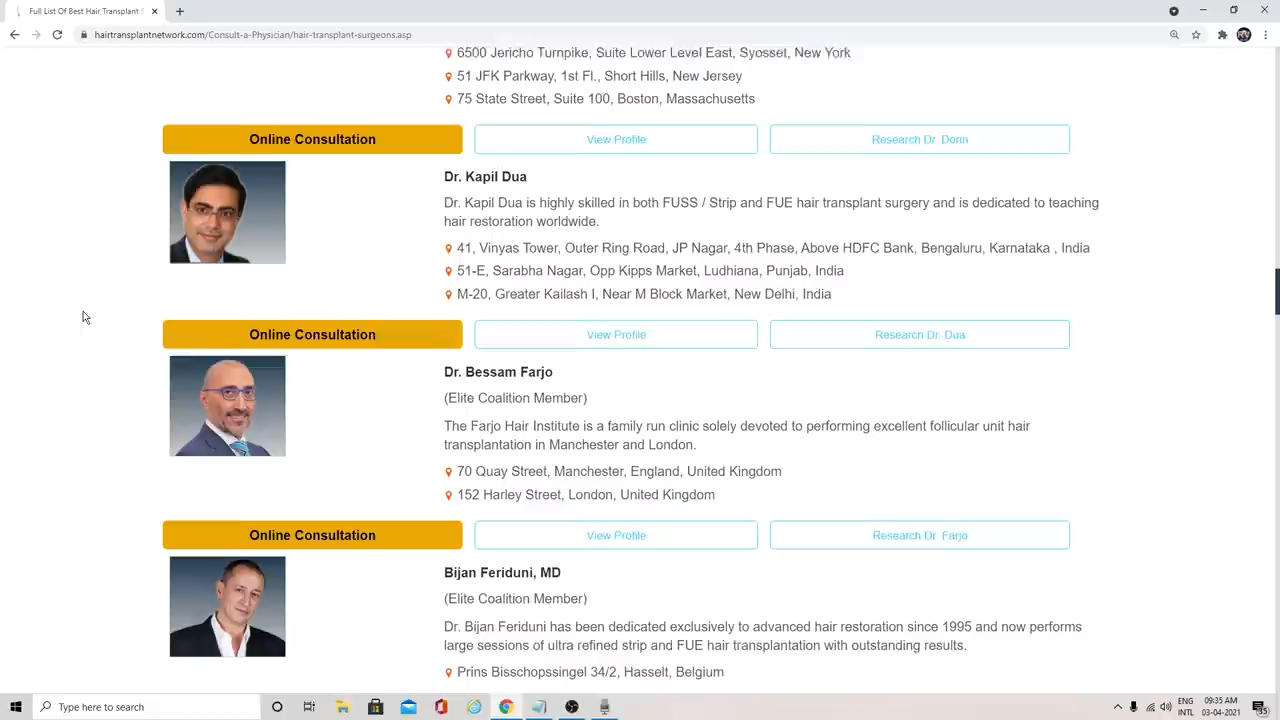 Full List Of Best Hair Transplant S
hairtransplantnetwork.com/Consult-a-Physician/hair-transplant-surgeons.asp
6500 Jericho Turnpike, Suite Lower Level East, Syosset, New York
51 JFK Parkway, 1st Fl., Short Hills, New Jersey
75 State Street, Suite 100, Boston, Massachusetts
Online Consultation View Profile Research Dr. Dorin
Dr. Kapil Dua
Dr. Kapil Dua is highly skilled in both FUSS / Strip and FUE hair transplant surgery and is dedicated to teaching
hair restoration worldwide.
41, Vinyas Tower, Outer Ring Road, JP Nagar, 4th Phase, Above HDFC Bank, Bengaluru, Karnataka , India
51-E, Sarabha Nagar, Opp Kipps Market, Ludhiana, Punjab, India
M-20, Greater Kailash I, Near M Block Market, New Delhi, India
Online Consultation View Profile Research Dr. Dua
Dr. Bessam Farjo
(Elite Coalition Member)
The Farjo Hair Institute is a family run clinic solely devoted to performing excellent follicular unit hair
transplantation in Manchester and London.
70 Quay Street, Manchester, England, United Kingdom
152 Harley Street, London, United Kingdom
Online Consultation View Profile Research Dr. Farjo
Bijan Feriduni, MD
(Elite Coalition Member)
Dr. Bijan Feriduni has been dedicated exclusively to advanced hair restoration since 1995 and now performs
large sessions of ultra refined strip and FUE hair transplantation with outstanding results.
Prins Bisschopssingel 34/2, Hasselt, Belgium
Type here to search
ENG 09:35 AM
INTL 03-04-2021 35